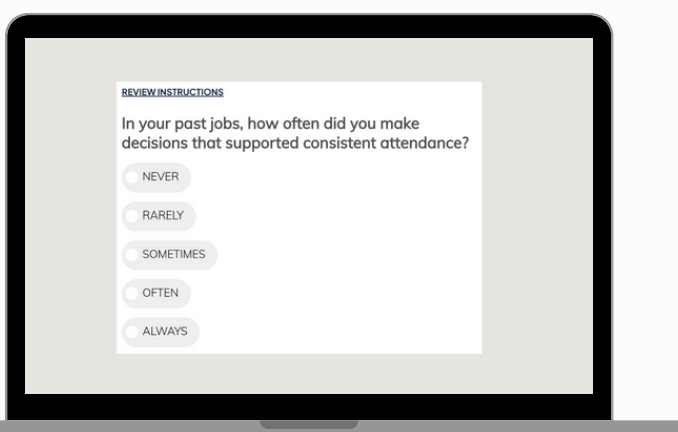 REVIEW INSTRUCTIONS
In your past jobs, how often did you make
decisions that supported consistent attendance?
NEVER
RARELY
SOMETIMES
OFTEN
ALWAYS